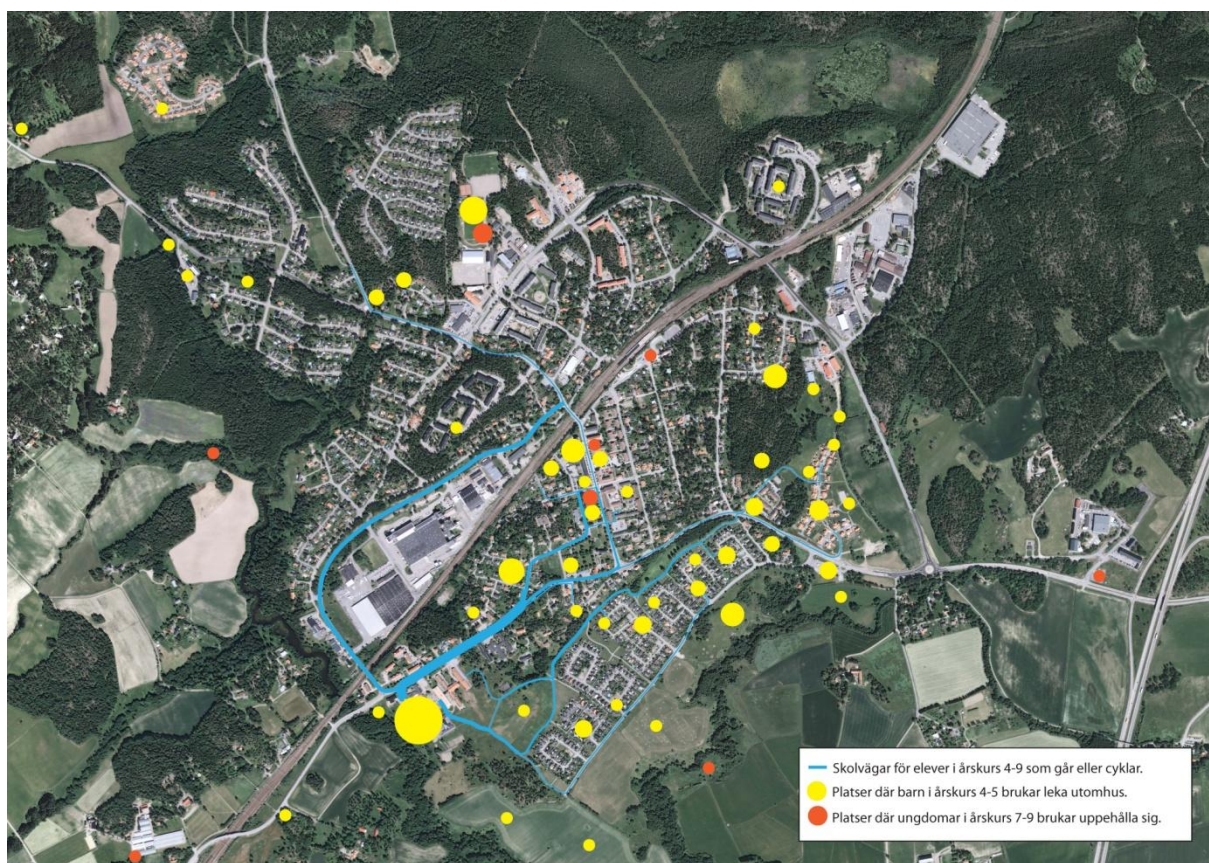 Skolvägar för elever i årskurs 4-9 som går eller cyklar.
Platser där barn i årskurs 4-5 brukar leka utomhus.
Platser där ungdomar i årskurs 7-9 brukar uppehålla sig.